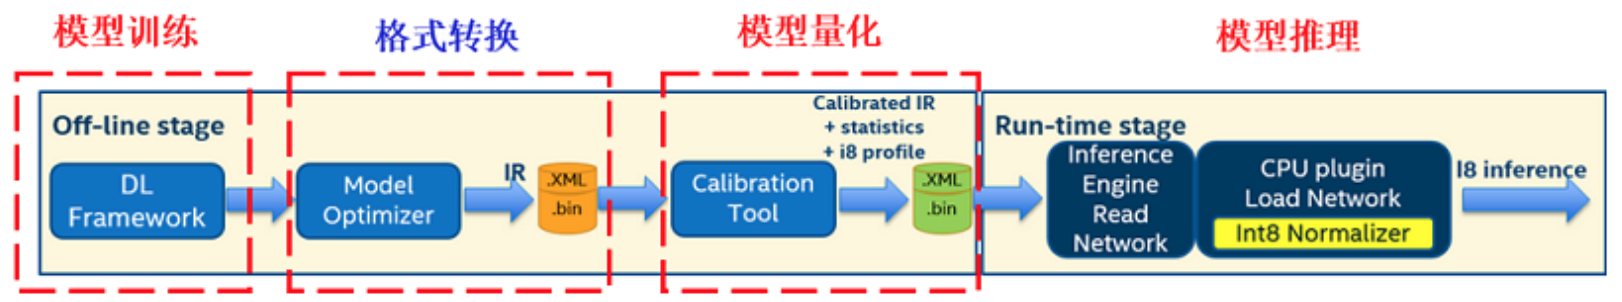 模型训练
格式转换
模型量化
模型推理
Off-line stage
DL
Framework
Model
Optimizer
IR
.XML
.bin
Calibration
Tool
Calibrated IR
+ statistics
+ i8 profile
.XML
.bin
Run-time stage
Inference
Engine
Read
Network
CPU plugin
Load Network
Int8 Normalizer
I8 inference